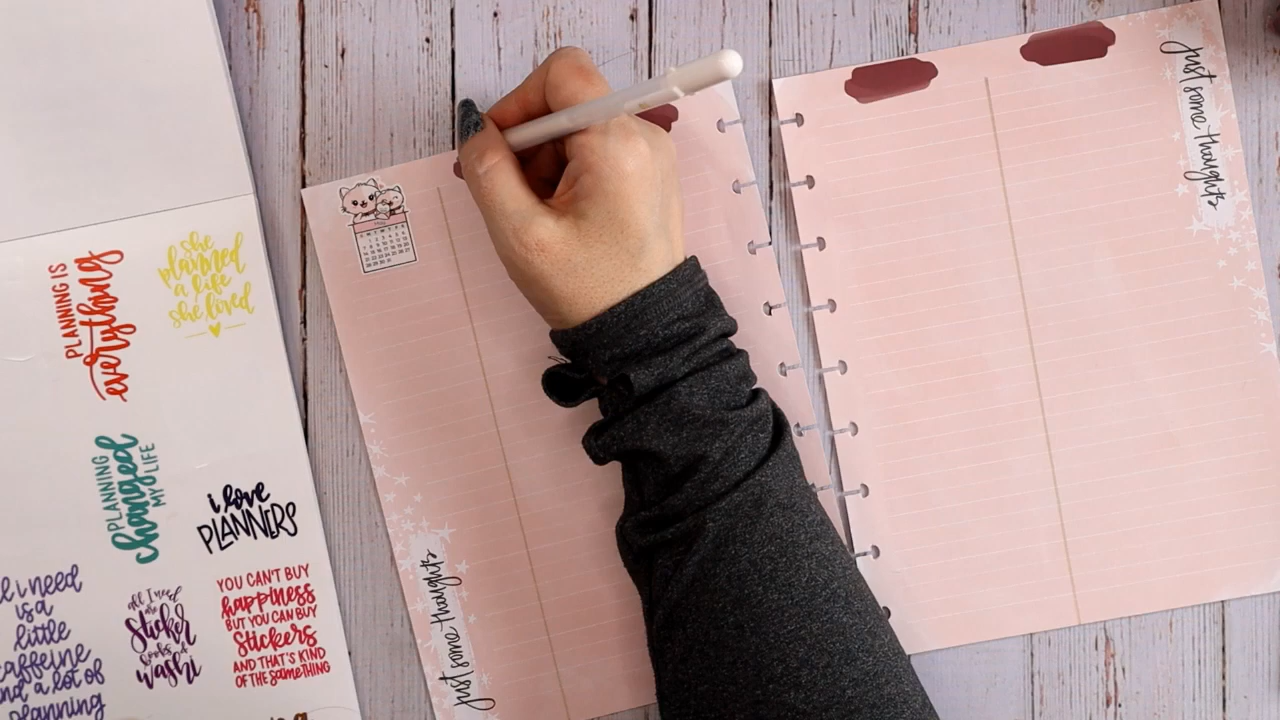 PLANNING IS
everything
she
planned
a life
she loved
PLANNING
changed
MY LIFE
i love
PLANNERS
l i need
is a
little
caffeine
and a lot of
planning
all I need
are
Sticker
books &
washi
YOU CAN'T BUY
happiness
BUT YOU CAN BUY
Stickers
AND THAT'S KIND
OF THE SAME THING
just some thoughts
just some thoughts